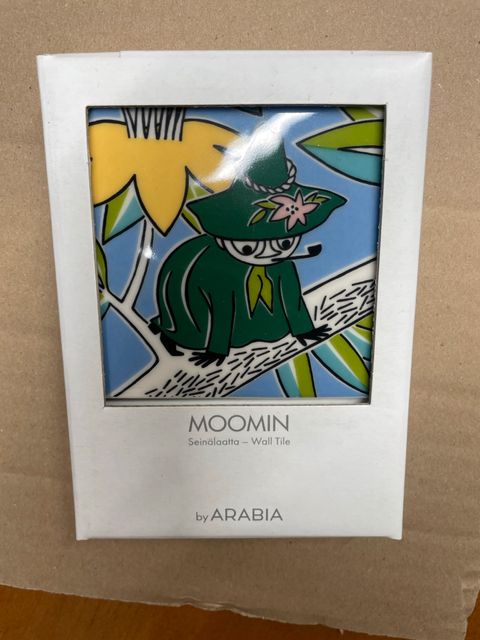 MOOMIN
Seinälaatta – Wall Tile
by ARABIA